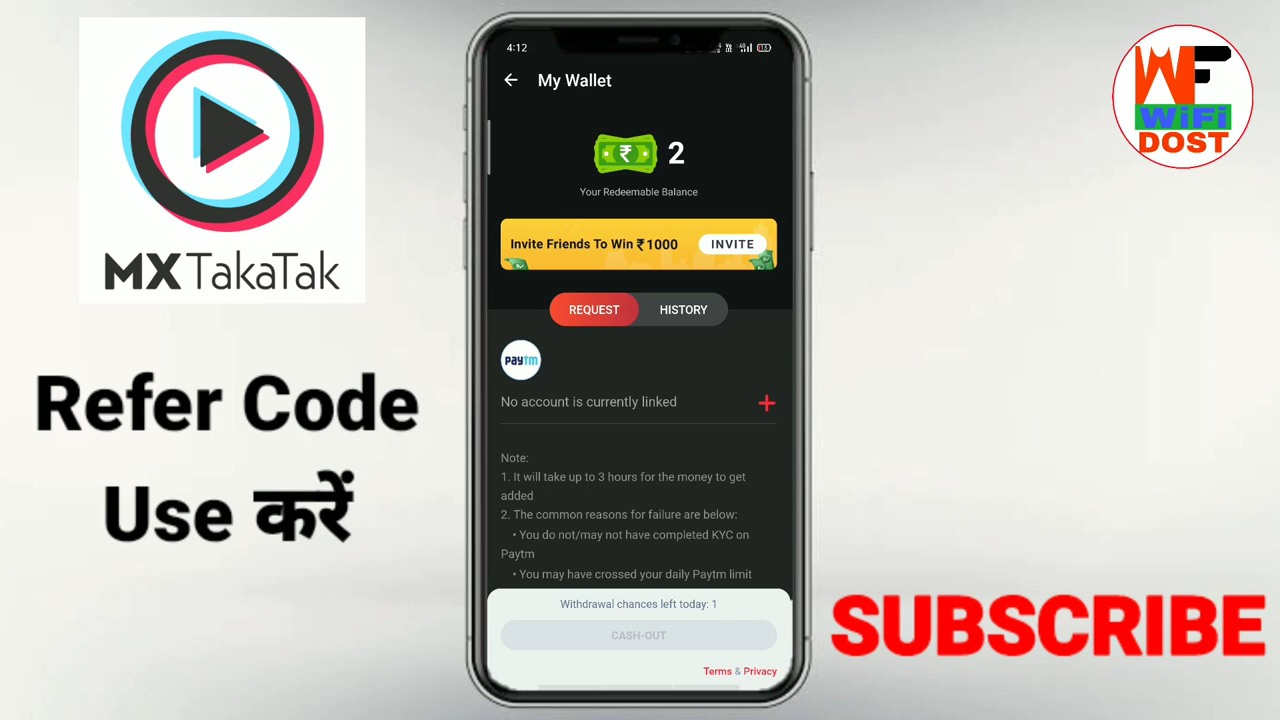 MXTakaTak
Refer Code
Use करें
4:12
My Wallet
₹ 2
Your Redeemable Balance
Invite Friends To Win ₹1000
INVITE
REQUEST
HISTORY
paytm
No account is currently linked
Note:
1. It will take up to 3 hours for the money to get
added
2. The common reasons for failure are below:
• You do not/may not have completed KYC on
Paytm
• You may have crossed your daily Paytm limit
Withdrawal chances left today: 1
CASH-OUT
Terms & Privacy
WF
WiFi
DOST
SUBSCRIBE